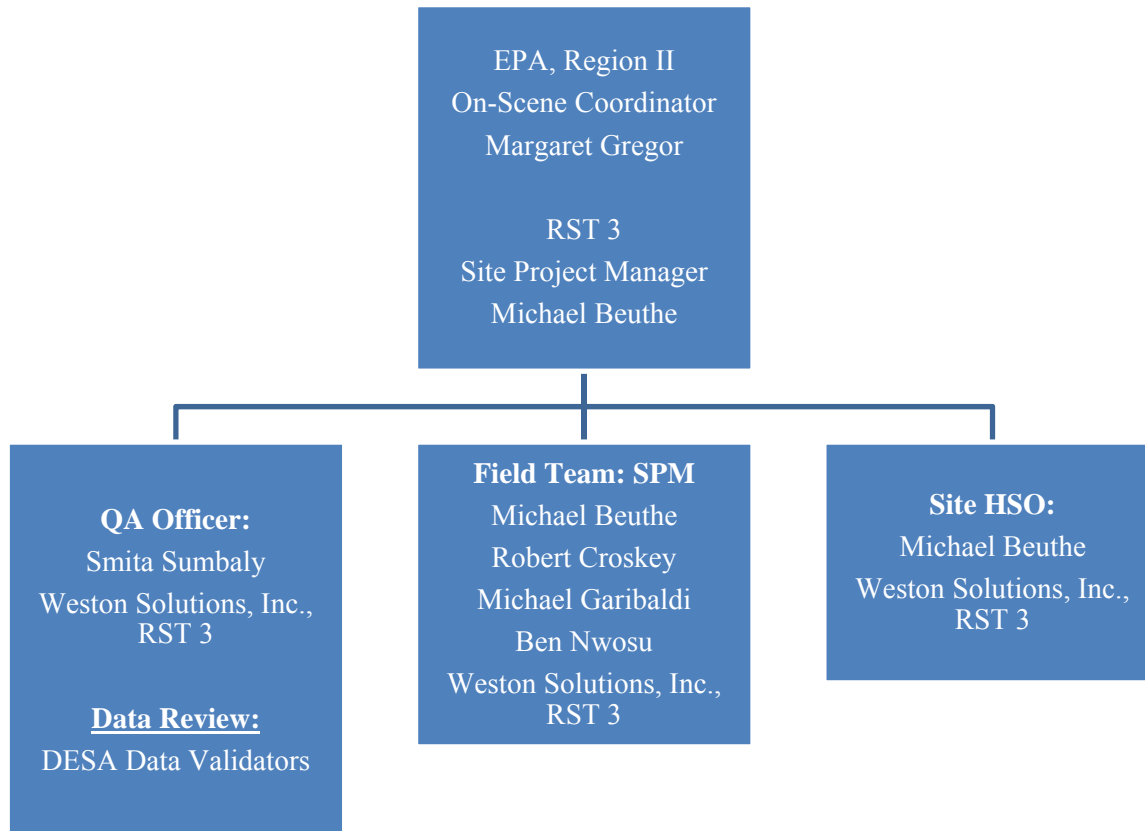 EPA, Region II
On-Scene Coordinator
Margaret Gregor
RST 3
Site Project Manager
Michael Beuthe
QA Officer:
Smita Sumbaly
Weston Solutions, Inc.,
RST 3
Data Review:
DESA Data Validators
Field Team: SPM
Michael Beuthe
Robert Croskey
Michael Garibaldi
Ben Nwosu
Weston Solutions, Inc.,
RST 3
Site HSO:
Michael Beuthe
Weston Solutions, Inc.,
RST 3